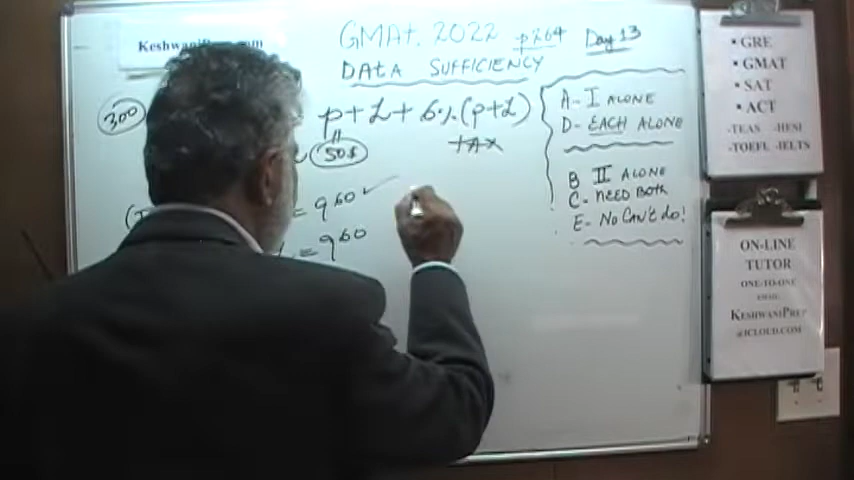 KeshwaniPrep.com
GMAT. 2022 p264 Day 13
DATA SUFFICIENCY
300
p+L+ 6%(p+L)
TAX
50$
= 960 ✓
= 960
A- I ALONE
D- EACH ALONE
B II ALONE
C- NEED BOTH
E- No CAN'T do!
• GRE
• GMAT
• SAT
• ACT
-TEAS -HESI
-TOEFL -IELTS
ON-LINE
TUTOR
ONE-TO-ONE
KESHWANIPREP
@ICLOUD.COM